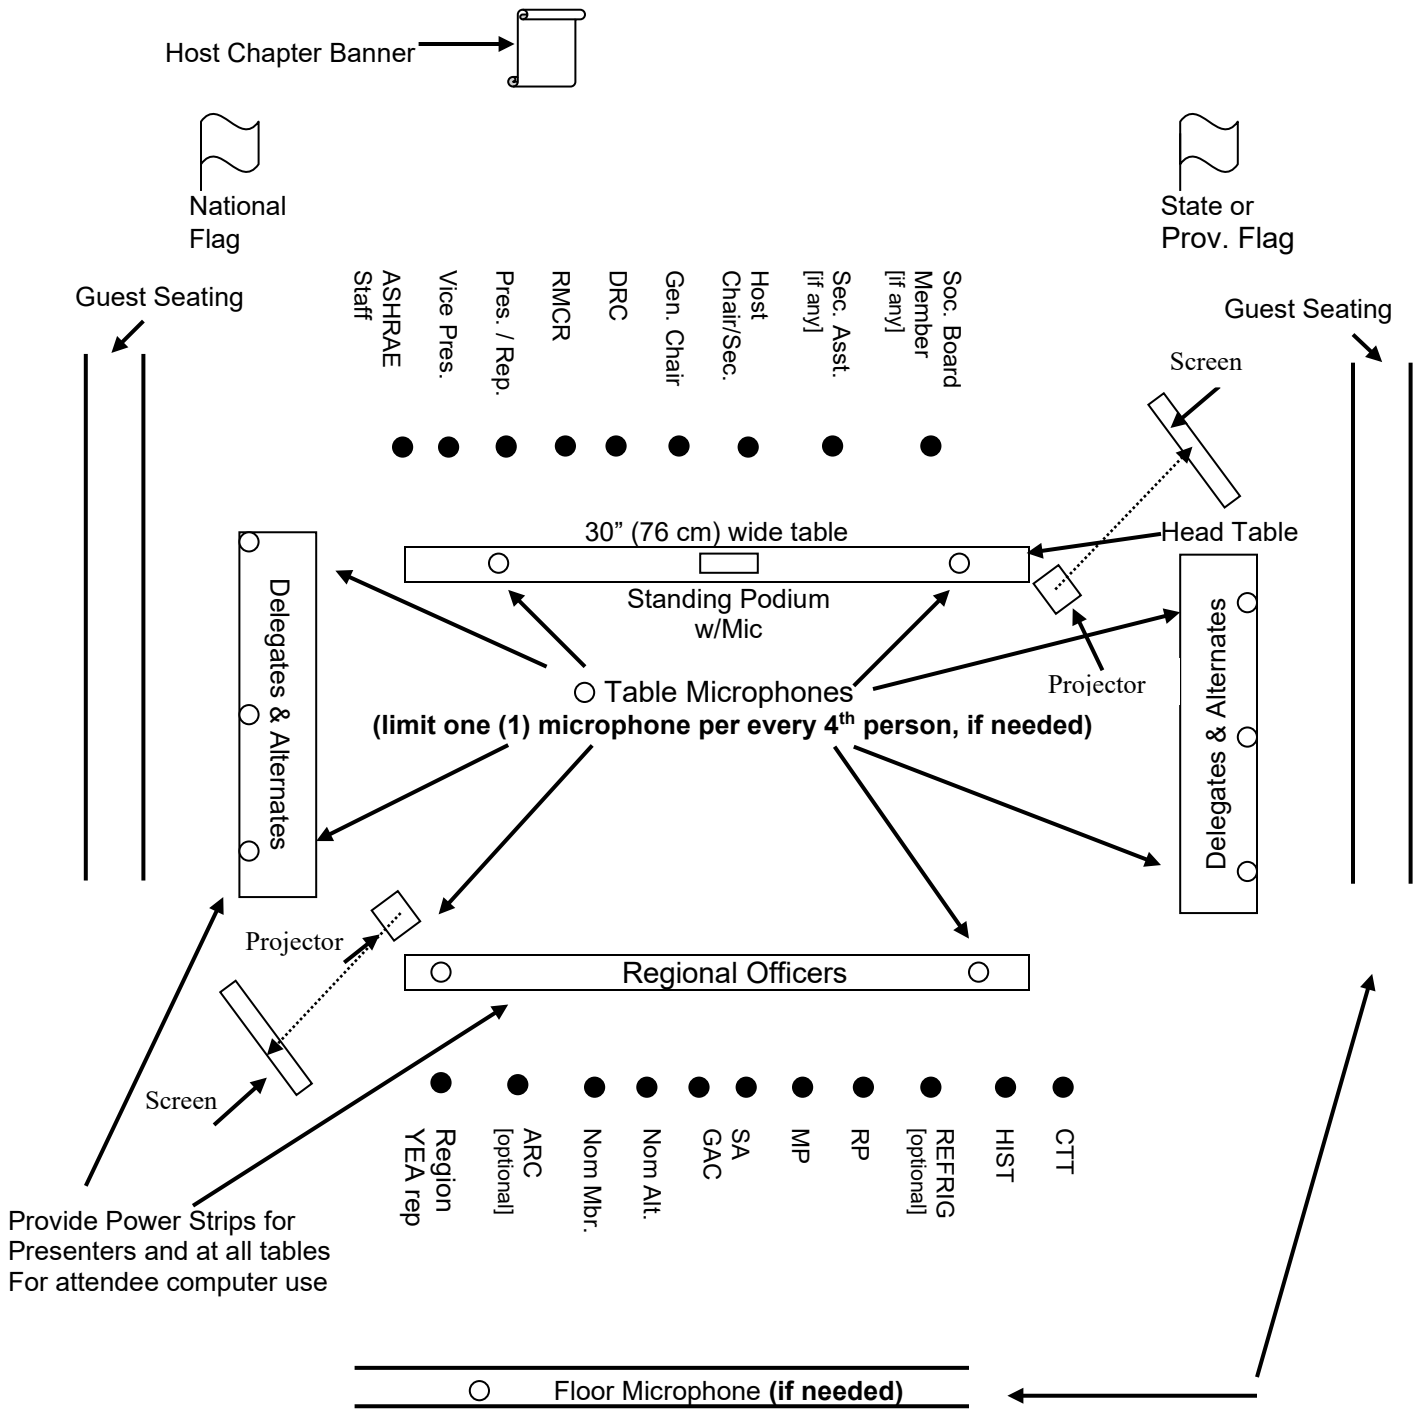 Host Chapter Banner
National
Flag
State or
Prov. Flag
Guest Seating
ASHRAE
Staff
Vice Pres.
Pres. / Rep.
RMCR
DRC
Gen. Chair
Host
Chair/Sec.
Sec. Asst.
[if any]
Soc. Board
Member
[if any]
Guest Seating
Screen
30” (76 cm) wide table
Head Table
Standing Podium
w/Mic
Delegates & Alternates
Table Microphones
(limit one (1) microphone per every 4th person, if needed)
Projector
Delegates & Alternates
Projector
Regional Officers
Screen
Region
YEA rep
ARC
[optional]
Nom Mbr.
Nom Alt.
SA
GAC
MP
RP
REFRIG
[optional]
HIST
CTT
Provide Power Strips for
Presenters and at all tables
For attendee computer use
Floor Microphone (if needed)